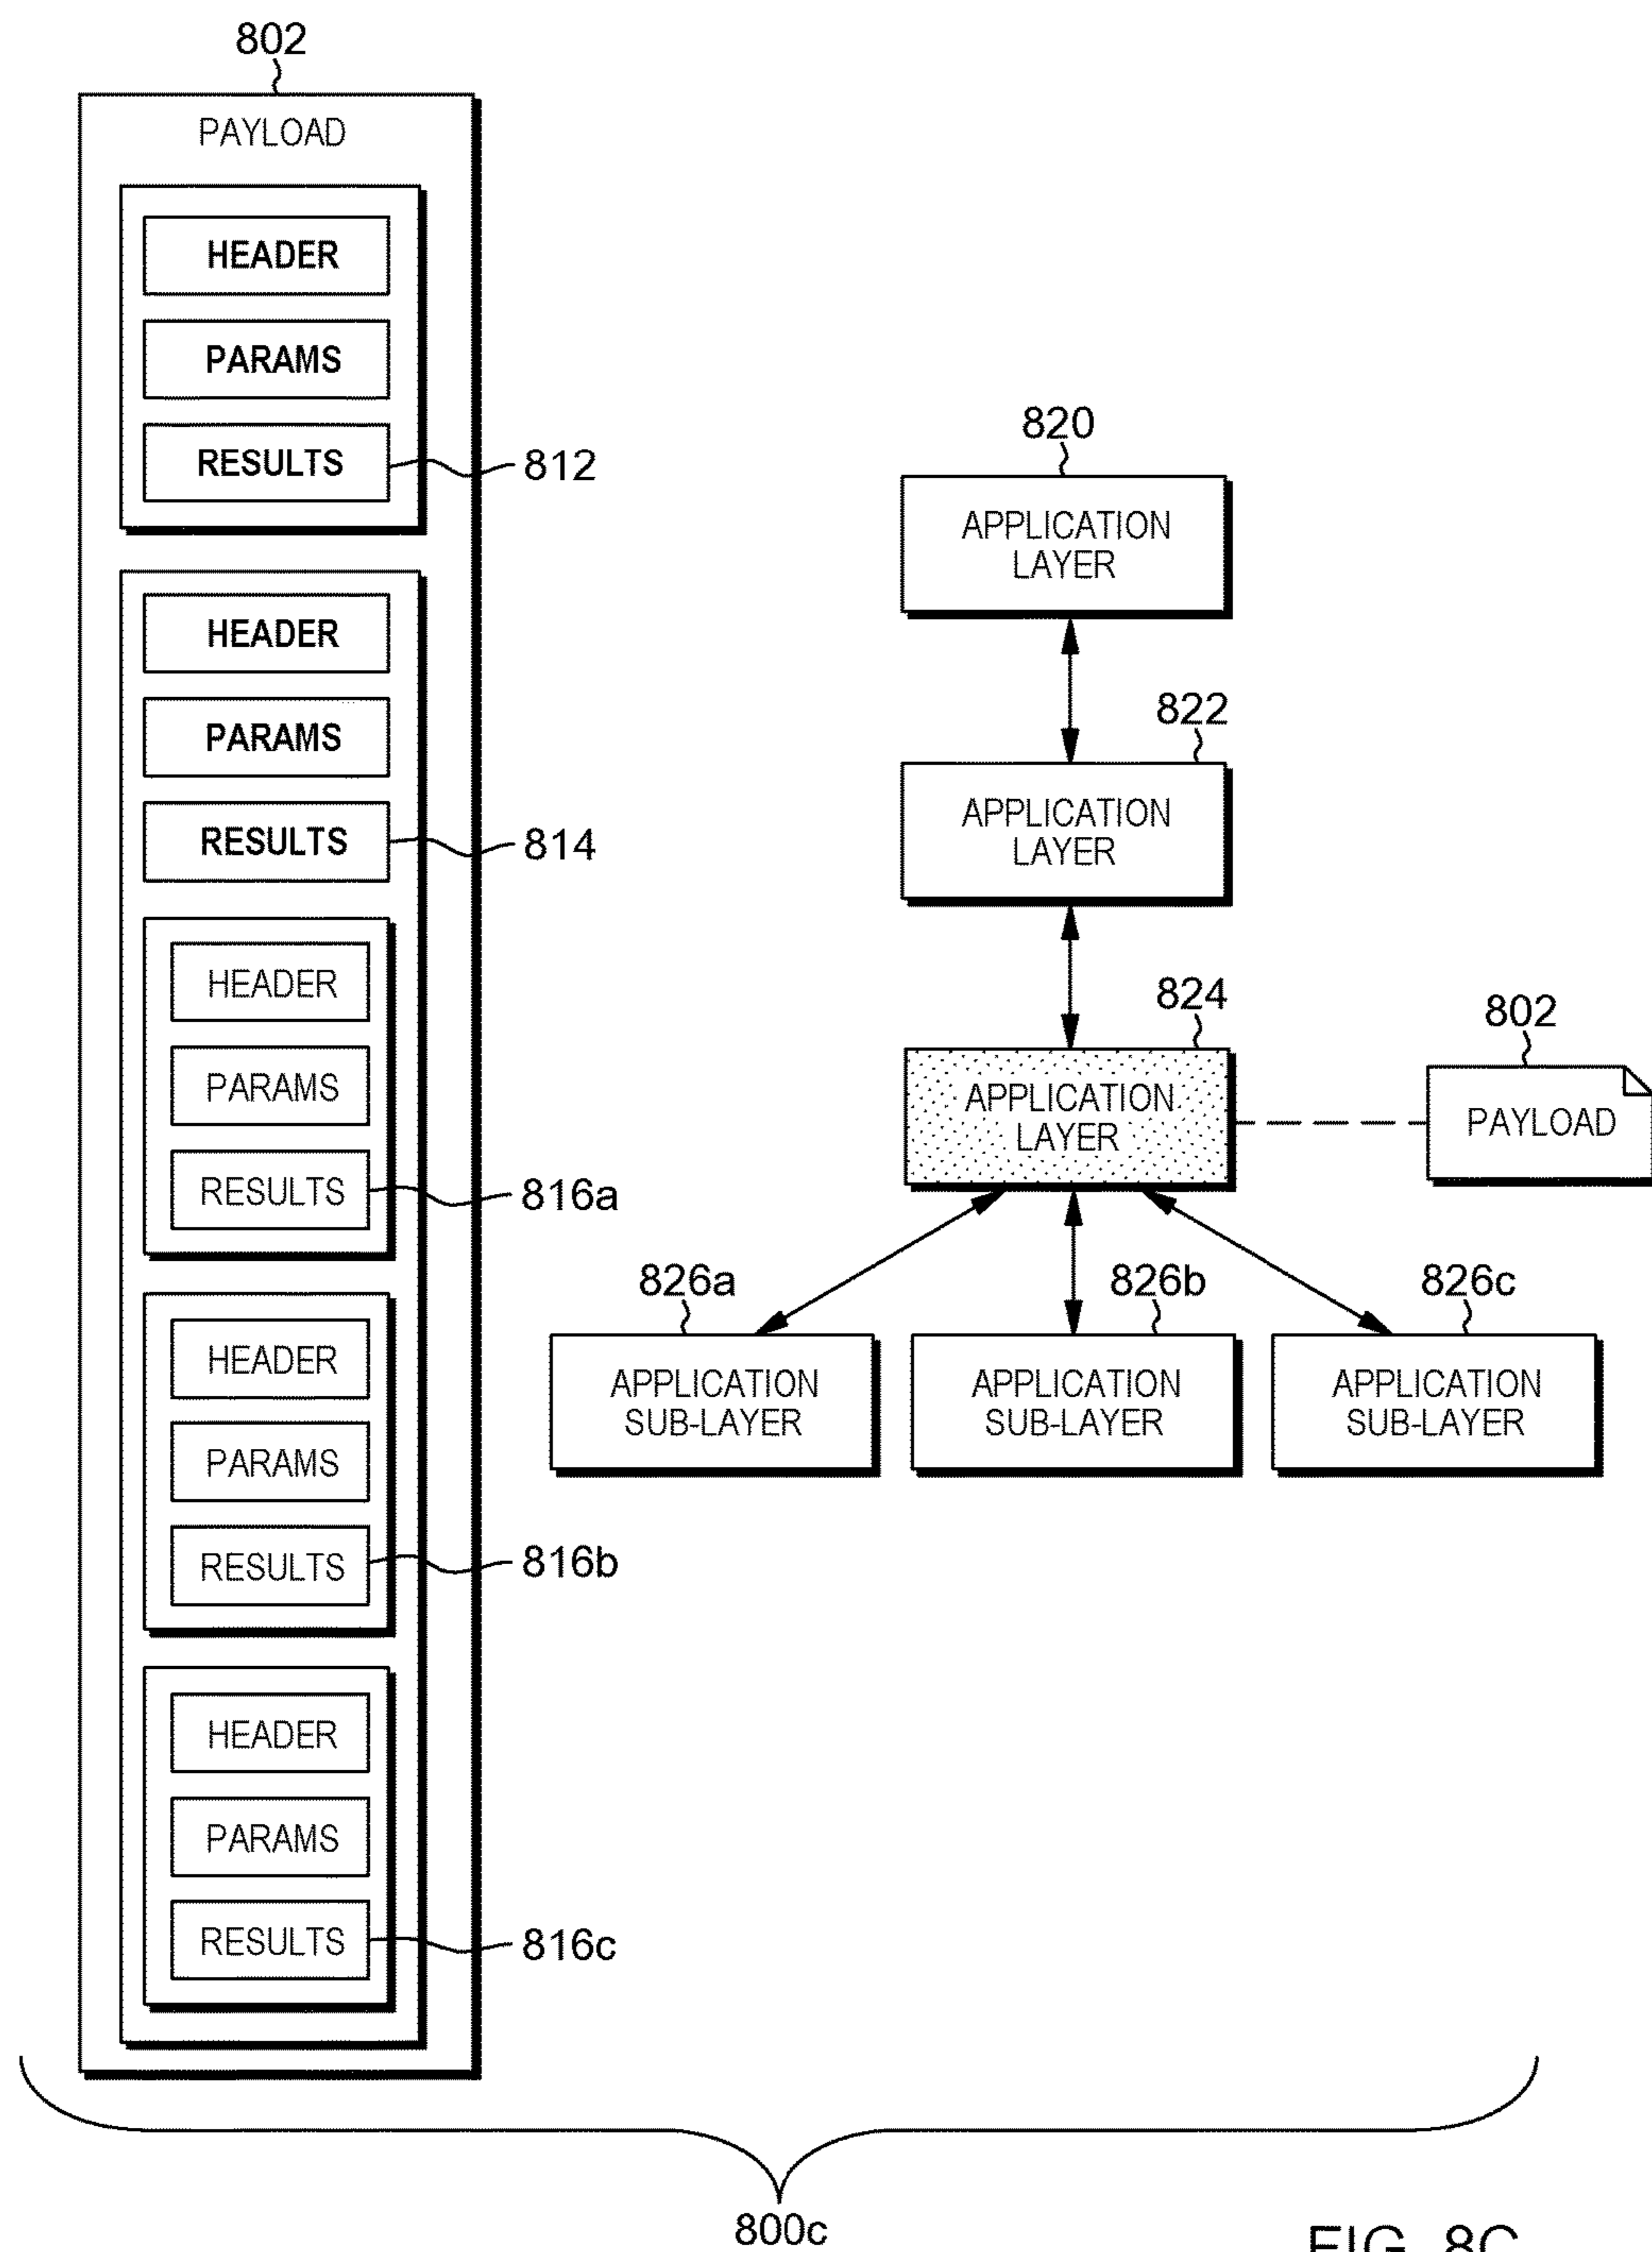 802
PAYLOAD
HEADER
PARAMS
RESULTS
812
HEADER
PARAMS
RESULTS
814
HEADER
PARAMS
RESULTS
816a
HEADER
PARAMS
RESULTS
816b
HEADER
PARAMS
RESULTS
816c
820
APPLICATION
LAYER
822
APPLICATION
LAYER
824
APPLICATION
LAYER
802
PAYLOAD
826a
APPLICATION
SUB-LAYER
826b
APPLICATION
SUB-LAYER
826c
APPLICATION
SUB-LAYER
800c
FIG. 8C